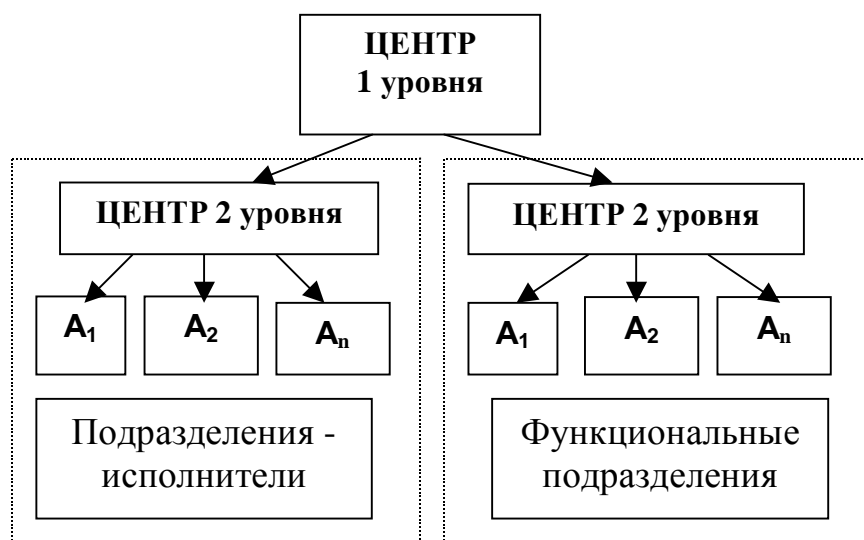 ЦЕНТР
1 уровня
ЦЕНТР 2 уровня
ЦЕНТР 2 уровня
A₁ A₂ Aₙ
A₁ A₂ Aₙ
Подразделения -
исполнители
Функциональные
подразделения